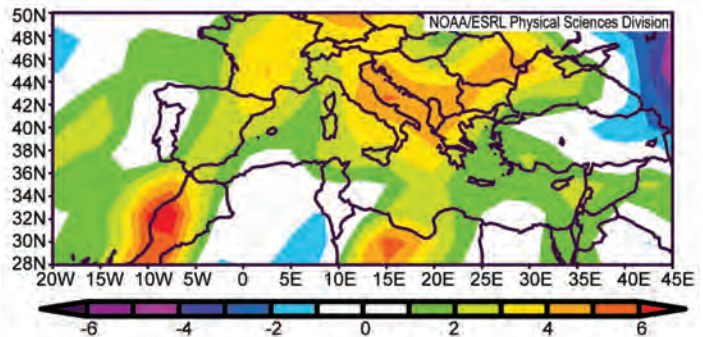 NOAA/ESRL Physical Sciences Division
50N
48N
46N
44N
42N
40N
38N
36N
34N
32N
30N
28N
20W 15W 10W 5W 0 5E 10E 15E 20E 25E 30E 35E 40E 45E
-6 -4 -2 0 2 4 6